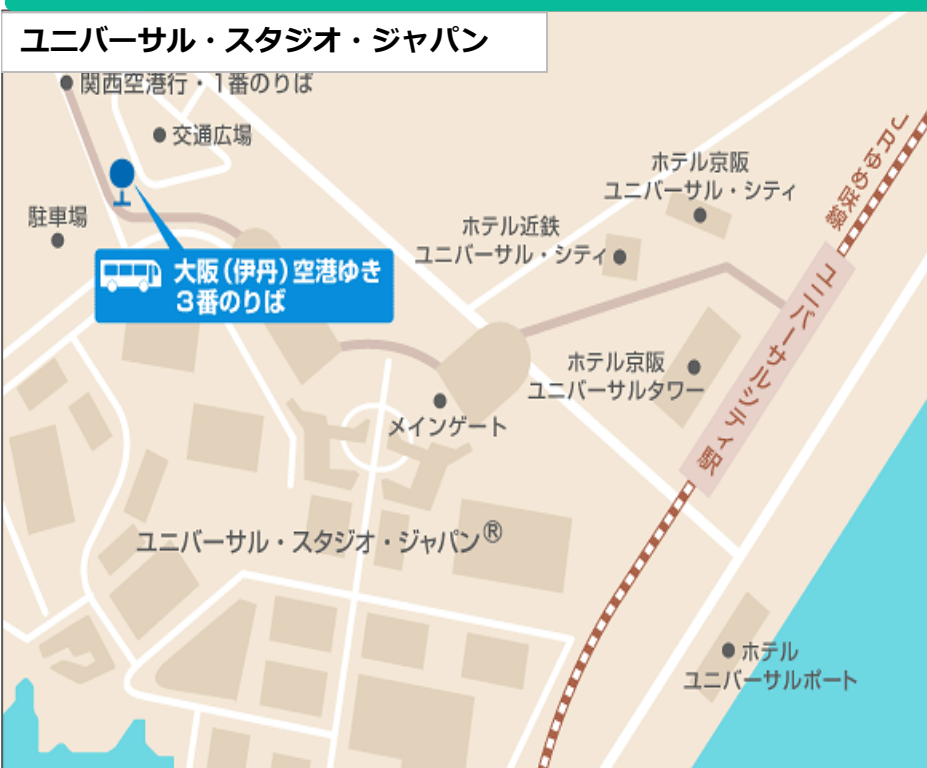 ユニバーサル・スタジオ・ジャパン
関西空港行・1番のりば
交通広場
駐車場
大阪(伊丹)空港ゆき
3番のりば
ホテル京阪
ユニバーサル・シティ
ホテル近鉄
ユニバーサル・シティ
JRゆめ咲線
ユニバーサルシティ駅
ホテル京阪
ユニバーサルタワー
メインゲート
ユニバーサル・スタジオ・ジャパン®
ホテル
ユニバーサルポート